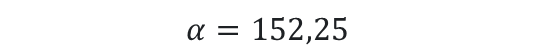 𝛼 = 152,25